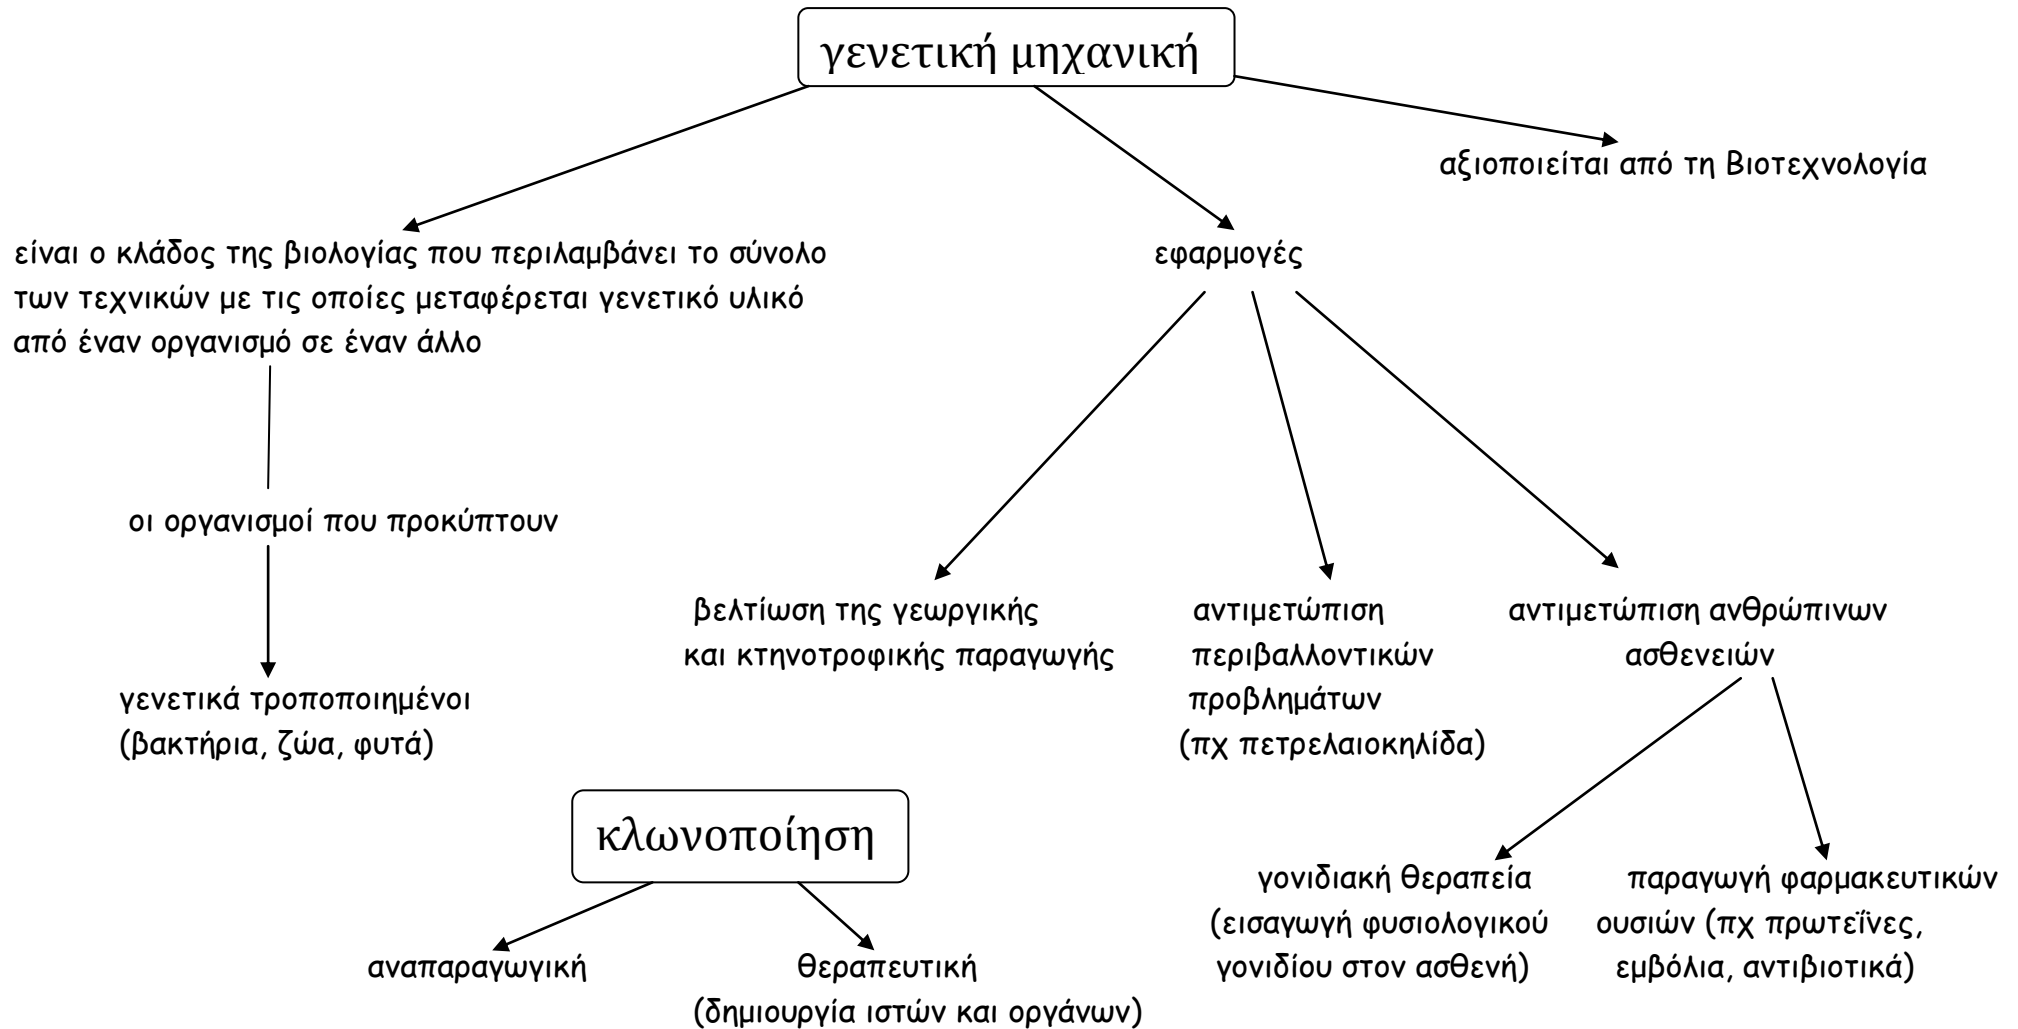 γενετική μηχανική
αξιοποιείται από τη Βιοτεχνολογία
είναι ο κλάδος της βιολογίας που περιλαμβάνει το σύνολο
των τεχνικών με τις οποίες μεταφέρεται γενετικό υλικό
από έναν οργανισμό σε έναν άλλο
εφαρμογές
οι οργανισμοί που προκύπτουν
γενετικά τροποποιημένοι
(βακτήρια, ζώα, φυτά)
βελτίωση της γεωργικής
και κτηνοτροφικής παραγωγής
αντιμετώπιση
περιβαλλοντικών
προβλημάτων
(πχ πετρελαιοκηλίδα)
αντιμετώπιση ανθρώπινων
ασθενειών
γονιδιακή θεραπεία
(εισαγωγή φυσιολογικού
γονιδίου στον ασθενή)
παραγωγή φαρμακευτικών
ουσιών (πχ πρωτεΐνες,
εμβόλια, αντιβιοτικά)
κλωνοποίηση
αναπαραγωγική
θεραπευτική
(δημιουργία ιστών και οργάνων)